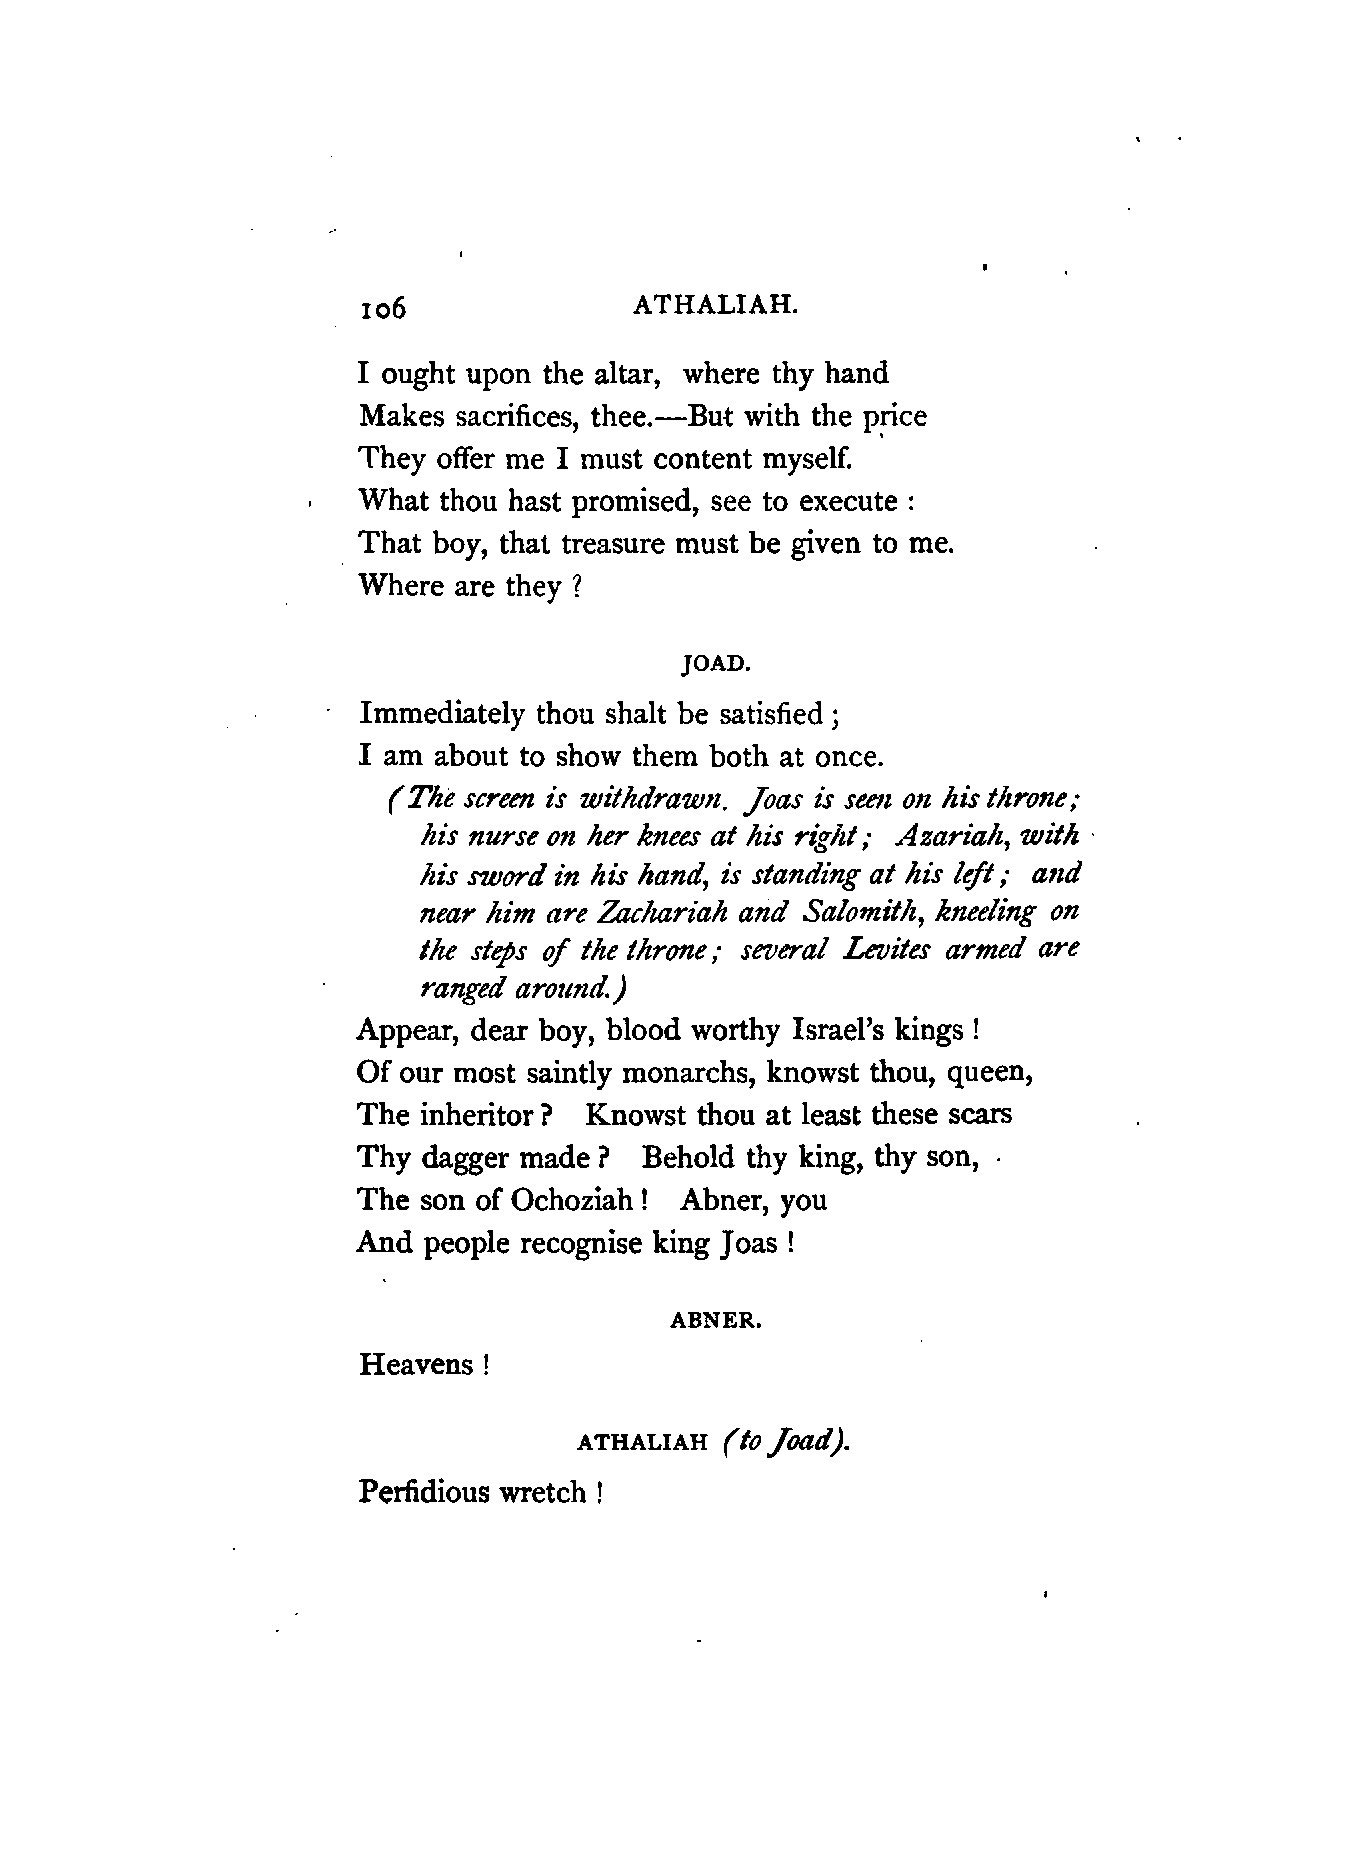 106 ATHALIAH.
I ought upon the altar, where thy hand
Makes sacrifices, thee.—But with the price
They offer me I must content myself.
What thou hast promised, see to execute :
That boy, that treasure must be given to me.
Where are they ?
JOAD.
Immediately thou shalt be satisfied ;
I am about to show them both at once.
(The screen is withdrawn. Joas is seen on his throne;
his nurse on her knees at his right ; Azariah, with
his sword in his hand, is standing at his left ; and
near him are Zachariah and Salomith, kneeling on
the steps of the throne ; several Levites armed are
ranged around.)
Appear, dear boy, blood worthy Israel's kings !
Of our most saintly monarchs, knowst thou, queen,
The inheritor ? Knowst thou at least these scars
Thy dagger made ? Behold thy king, thy son,
The son of Ochoziah ! Abner, you
And people recognise king Joas !
ABNER.
Heavens !
ATHALIAH (to Joad).
Perfidious wretch !